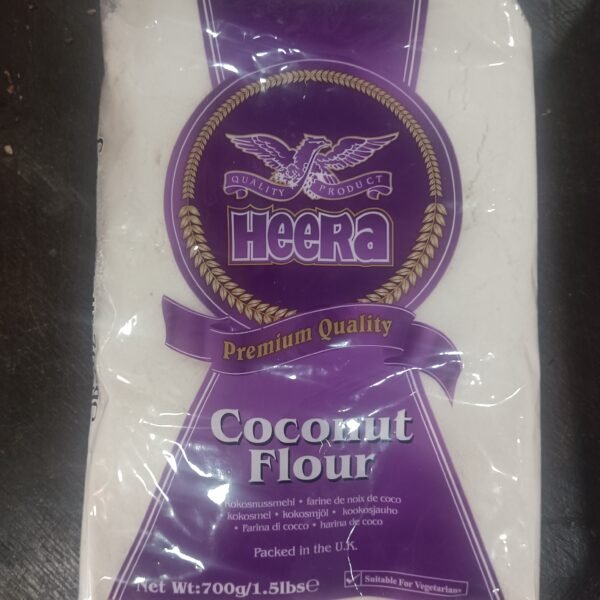 QUALITY PRODUCT
HEERA
Premium Quality
Coconut
Flour
Kokosnussmehl • farine de noix de coco
kokosmel • kokosmjöl • kookosjauho
• Farina di cocco • harina de coco
Packed in the U.K.
Net Wt:700g/1.5lbs℮
Suitable For Vegetarians